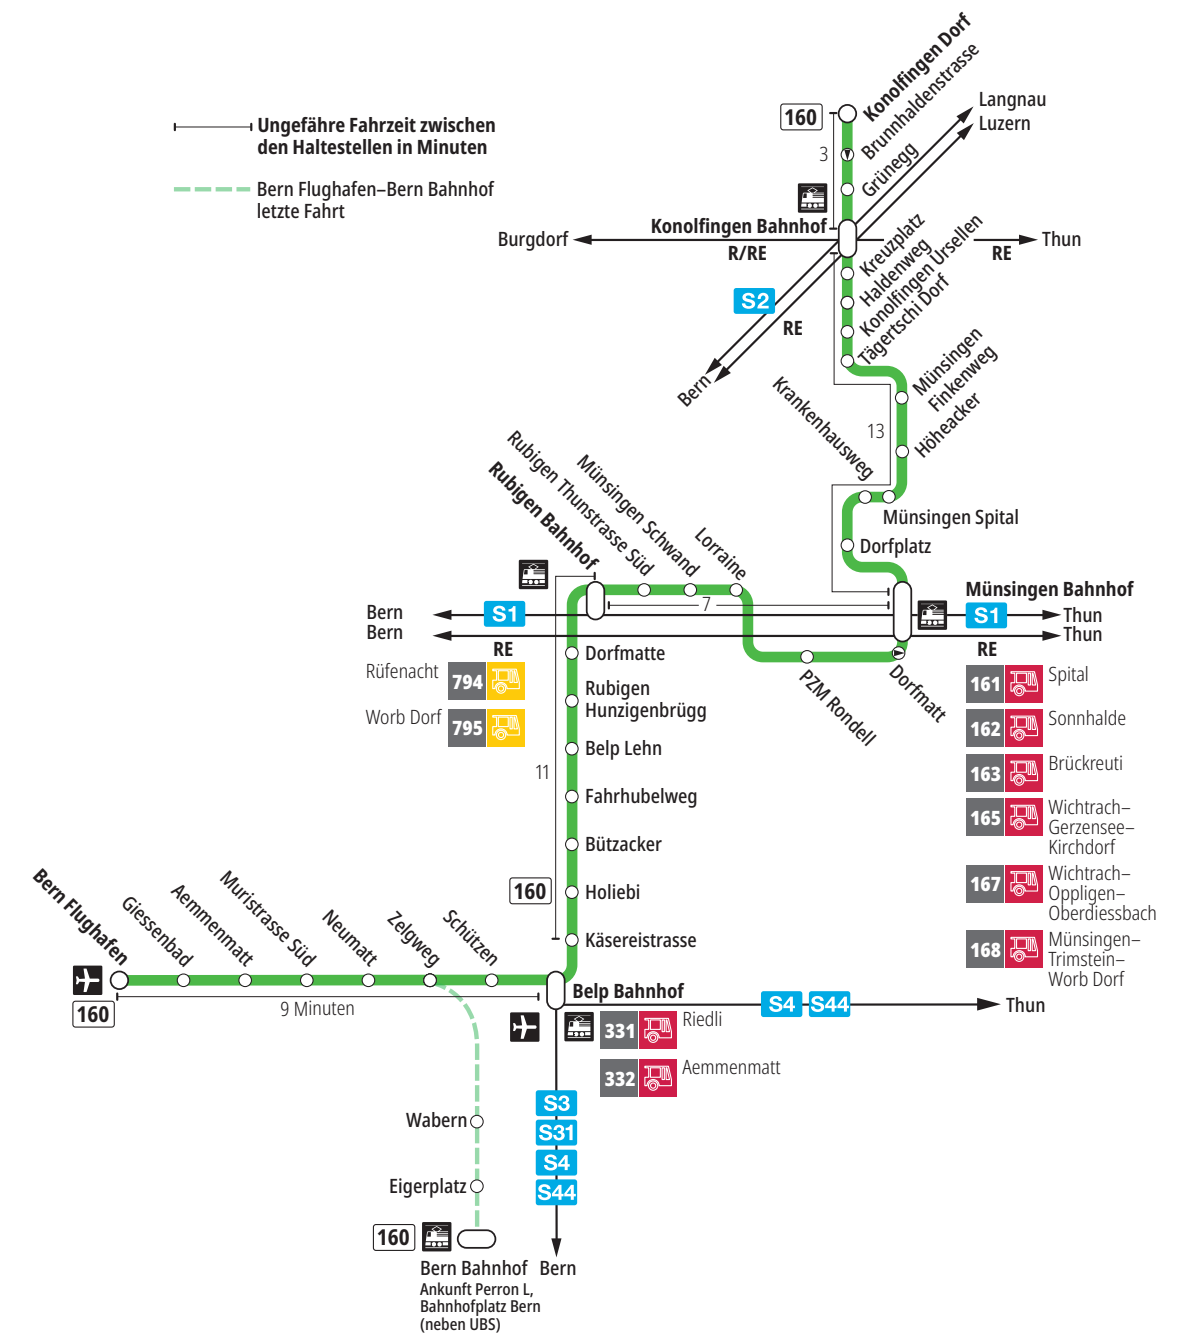 Ungefähre Fahrzeit zwischen
den Haltestellen in Minuten
Bern Flughafen–Bern Bahnhof
letzte Fahrt
160
Konolfingen Dorf
Brunnhaldenstrasse
Grünegg
3
Langnau
Luzern
Konolfingen Bahnhof
Burgdorf
R/RE
RE
Thun
S2
RE
Bern
Kreuzplatz
Haldenweg
Konolfingen Ursellen
Tägertschi Dorf
Münsingen
Finkenweg
Höheacker
13
Krankenhausweg
Münsingen Spital
Dorfplatz
Münsingen Bahnhof
Rubigen Bahnhof
Rubigen Thunstrasse Süd
Münsingen Schwand
Lorraine
7
Bern
S1
S1
Thun
Bern
Thun
RE
RE
PZM Rondell
Dorfmatt
Rüfenacht
794
Worb Dorf
795
161
Spital
162
Sonnhalde
163
Brückreuti
165
Wichtrach–
Gerzensee–
Kirchdorf
167
Wichtrach–
Oppligen–
Oberdiessbach
168
Münsingen–
Trimstein–
Worb Dorf
Dorfmatte
Rubigen
Hunzigenbrügg
Belp Lehn
11
Fahrhubelweg
Bützacker
160
Holiebi
Käsereistrasse
Bern Flughafen
Giessenbad
Aemmenmatt
Muristrasse Süd
Neumatt
Zelgweg
Schützen
160
9 Minuten
Belp Bahnhof
S4
S44
Thun
331
Riedli
332
Aemmenmatt
S3
S31
S4
S44
Bern
Wabern
Eigerplatz
160
Bern Bahnhof
Ankunft Perron L,
Bahnhofplatz Bern
(neben UBS)